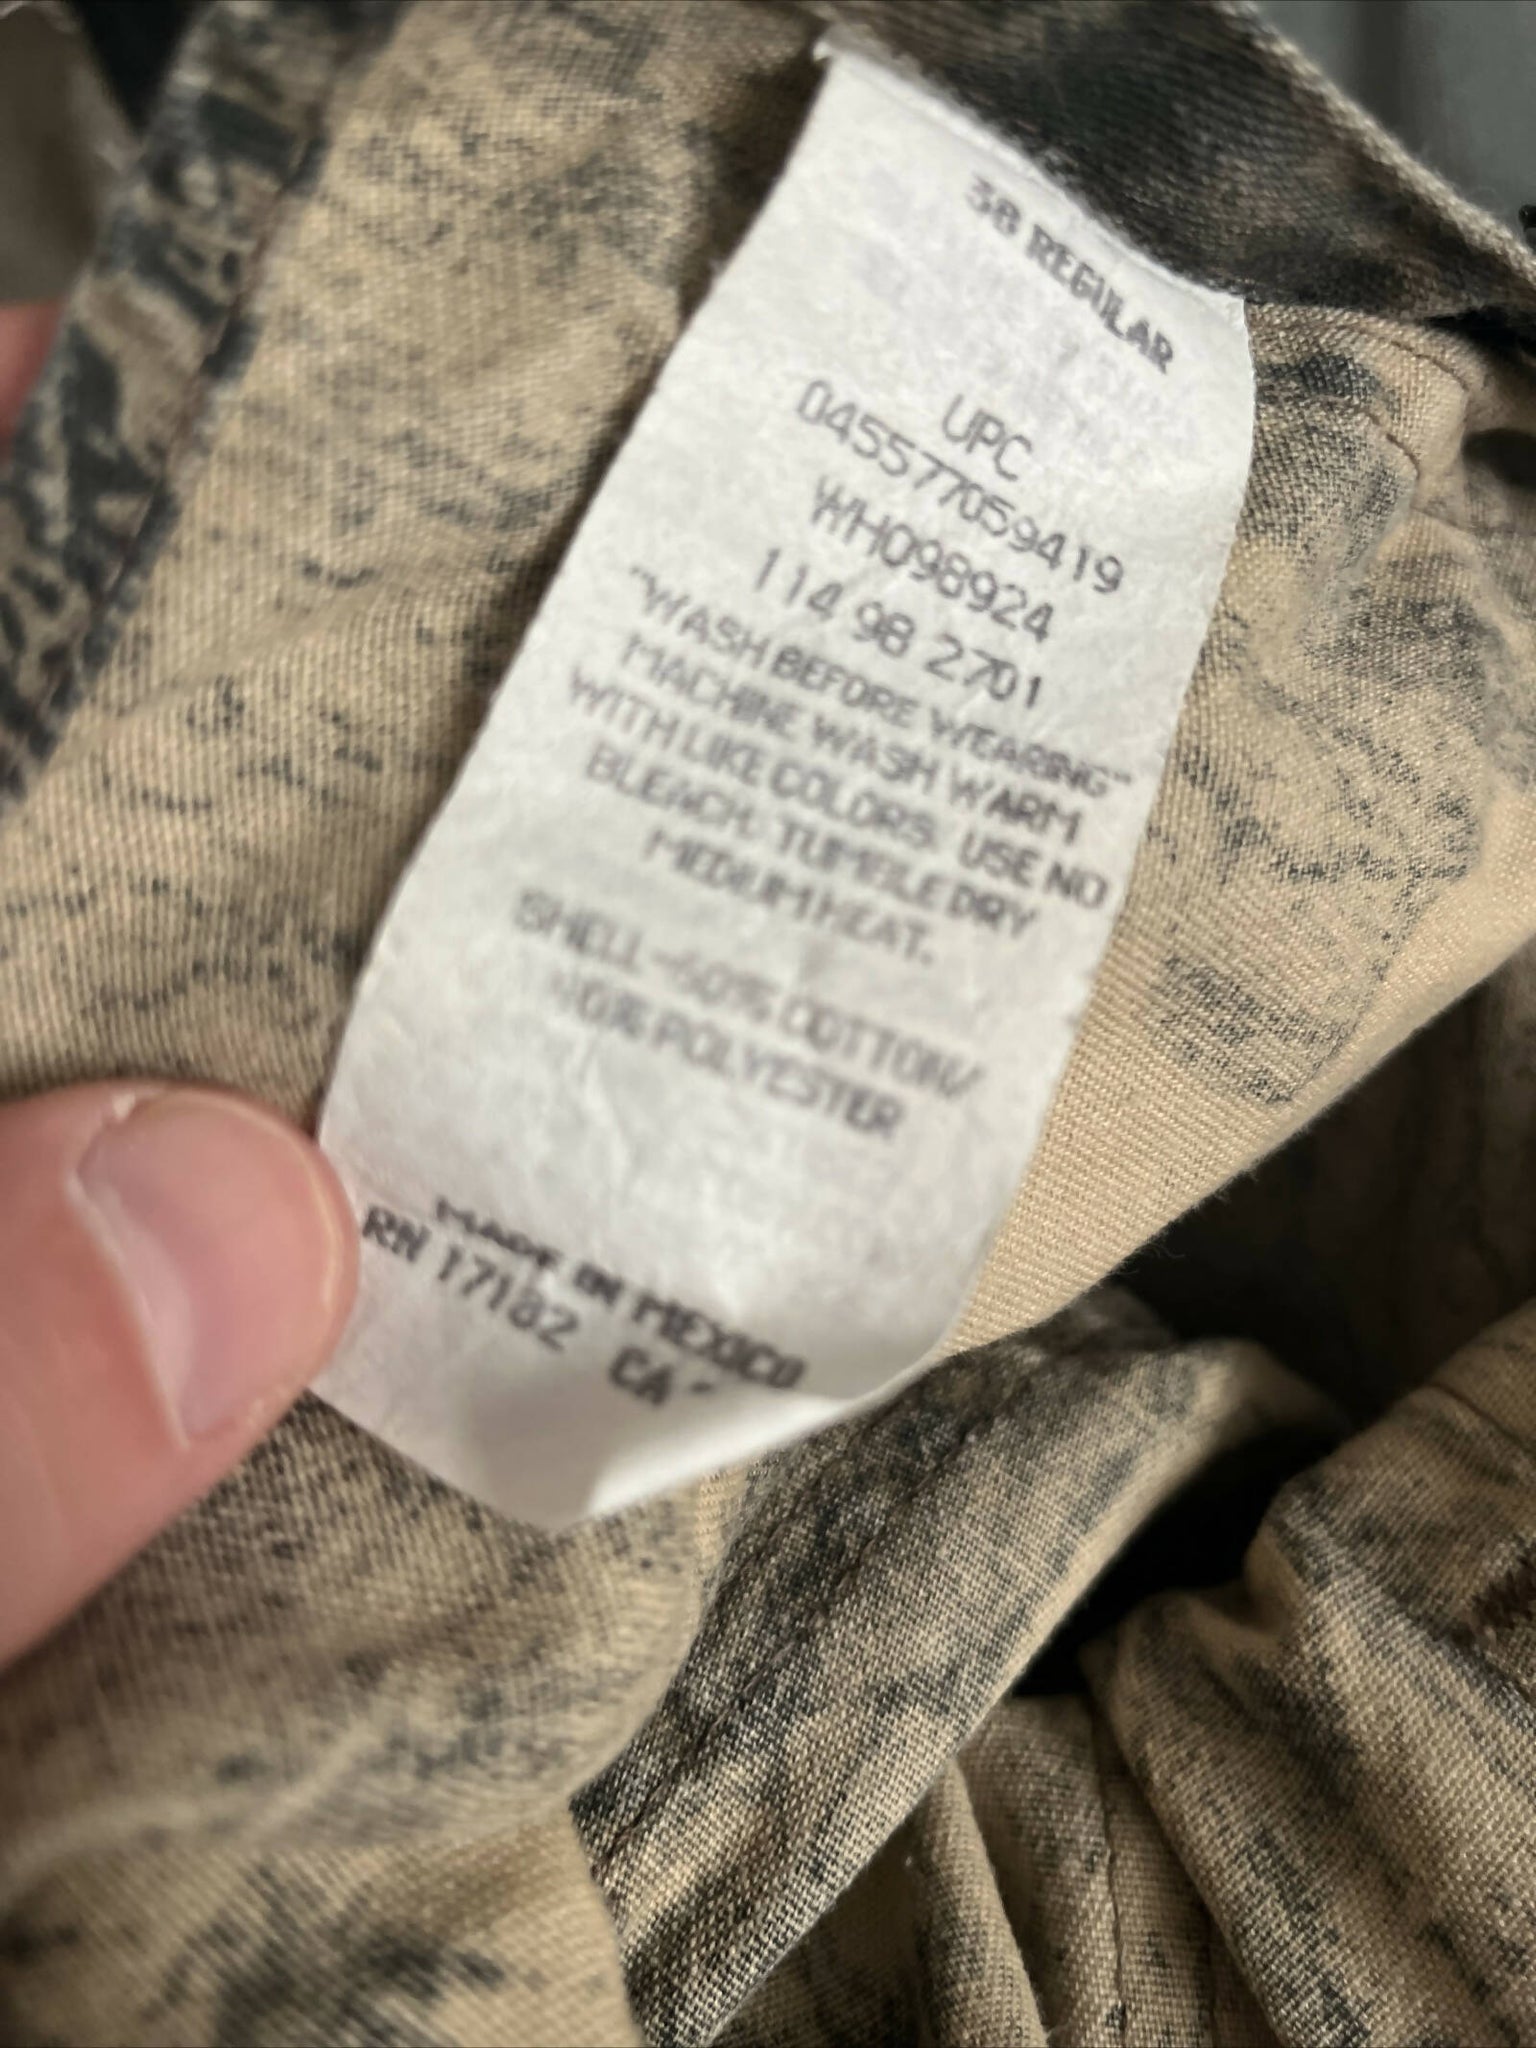 38 REGULAR
UPC
045577059419
WH098924
114 98 2701
"WASH BEFORE WEARING"
MACHINE WASH WARM
WITH LIKE COLORS. USE NO
BLEACH. TUMBLE DRY
MEDIUM HEAT.
SHELL-60% COTTON/
40% POLYESTER
MADE IN MEXICO
RN 17182 CA